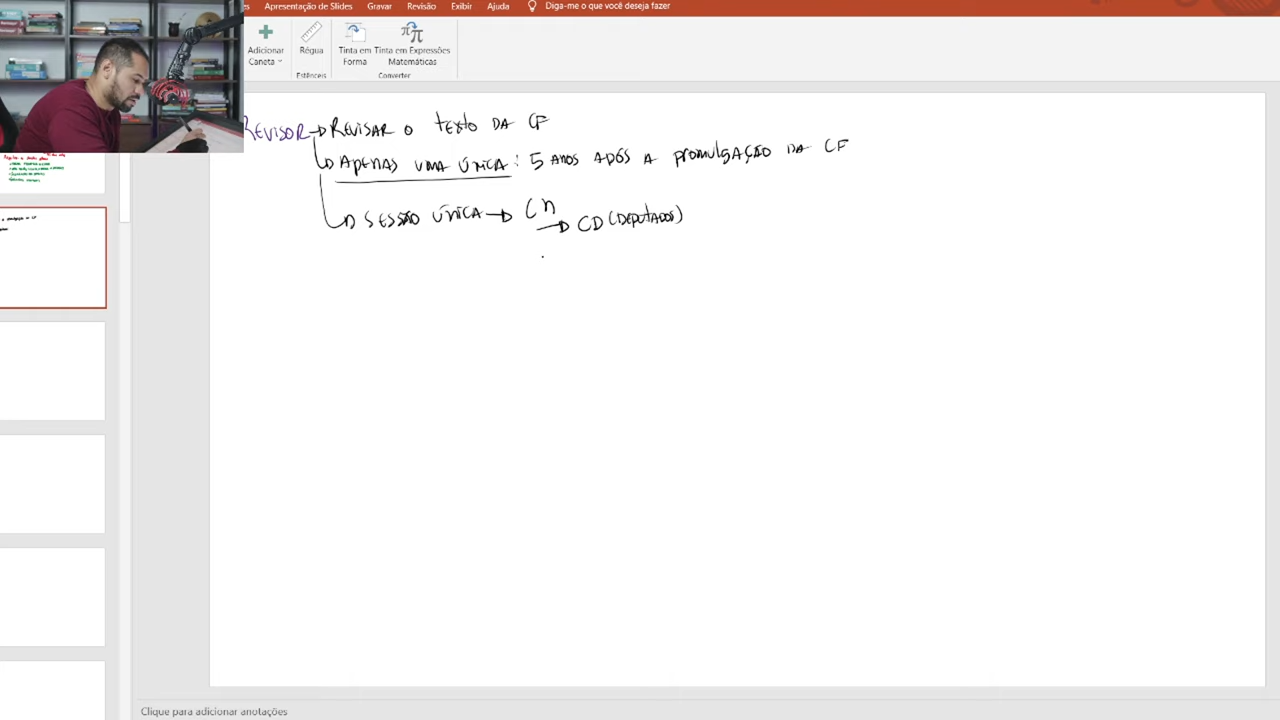 Apresentação de Slides Gravar Revisão Exibir Ajuda Diga-me o que você deseja fazer
Adicionar Caneta
Régua
Tinta em Forma
Tinta em Expressões Matemáticas
Estênceis
Converter
REVISOR → REVISAR O TEXTO DA CF
→ APENAS UMA ÚNICA: 5 ANOS APÓS A PROMULGAÇÃO DA CF
→ SESSÃO ÚNICA → CN
→ CD (DEPUTADOS)
Clique para adicionar anotações